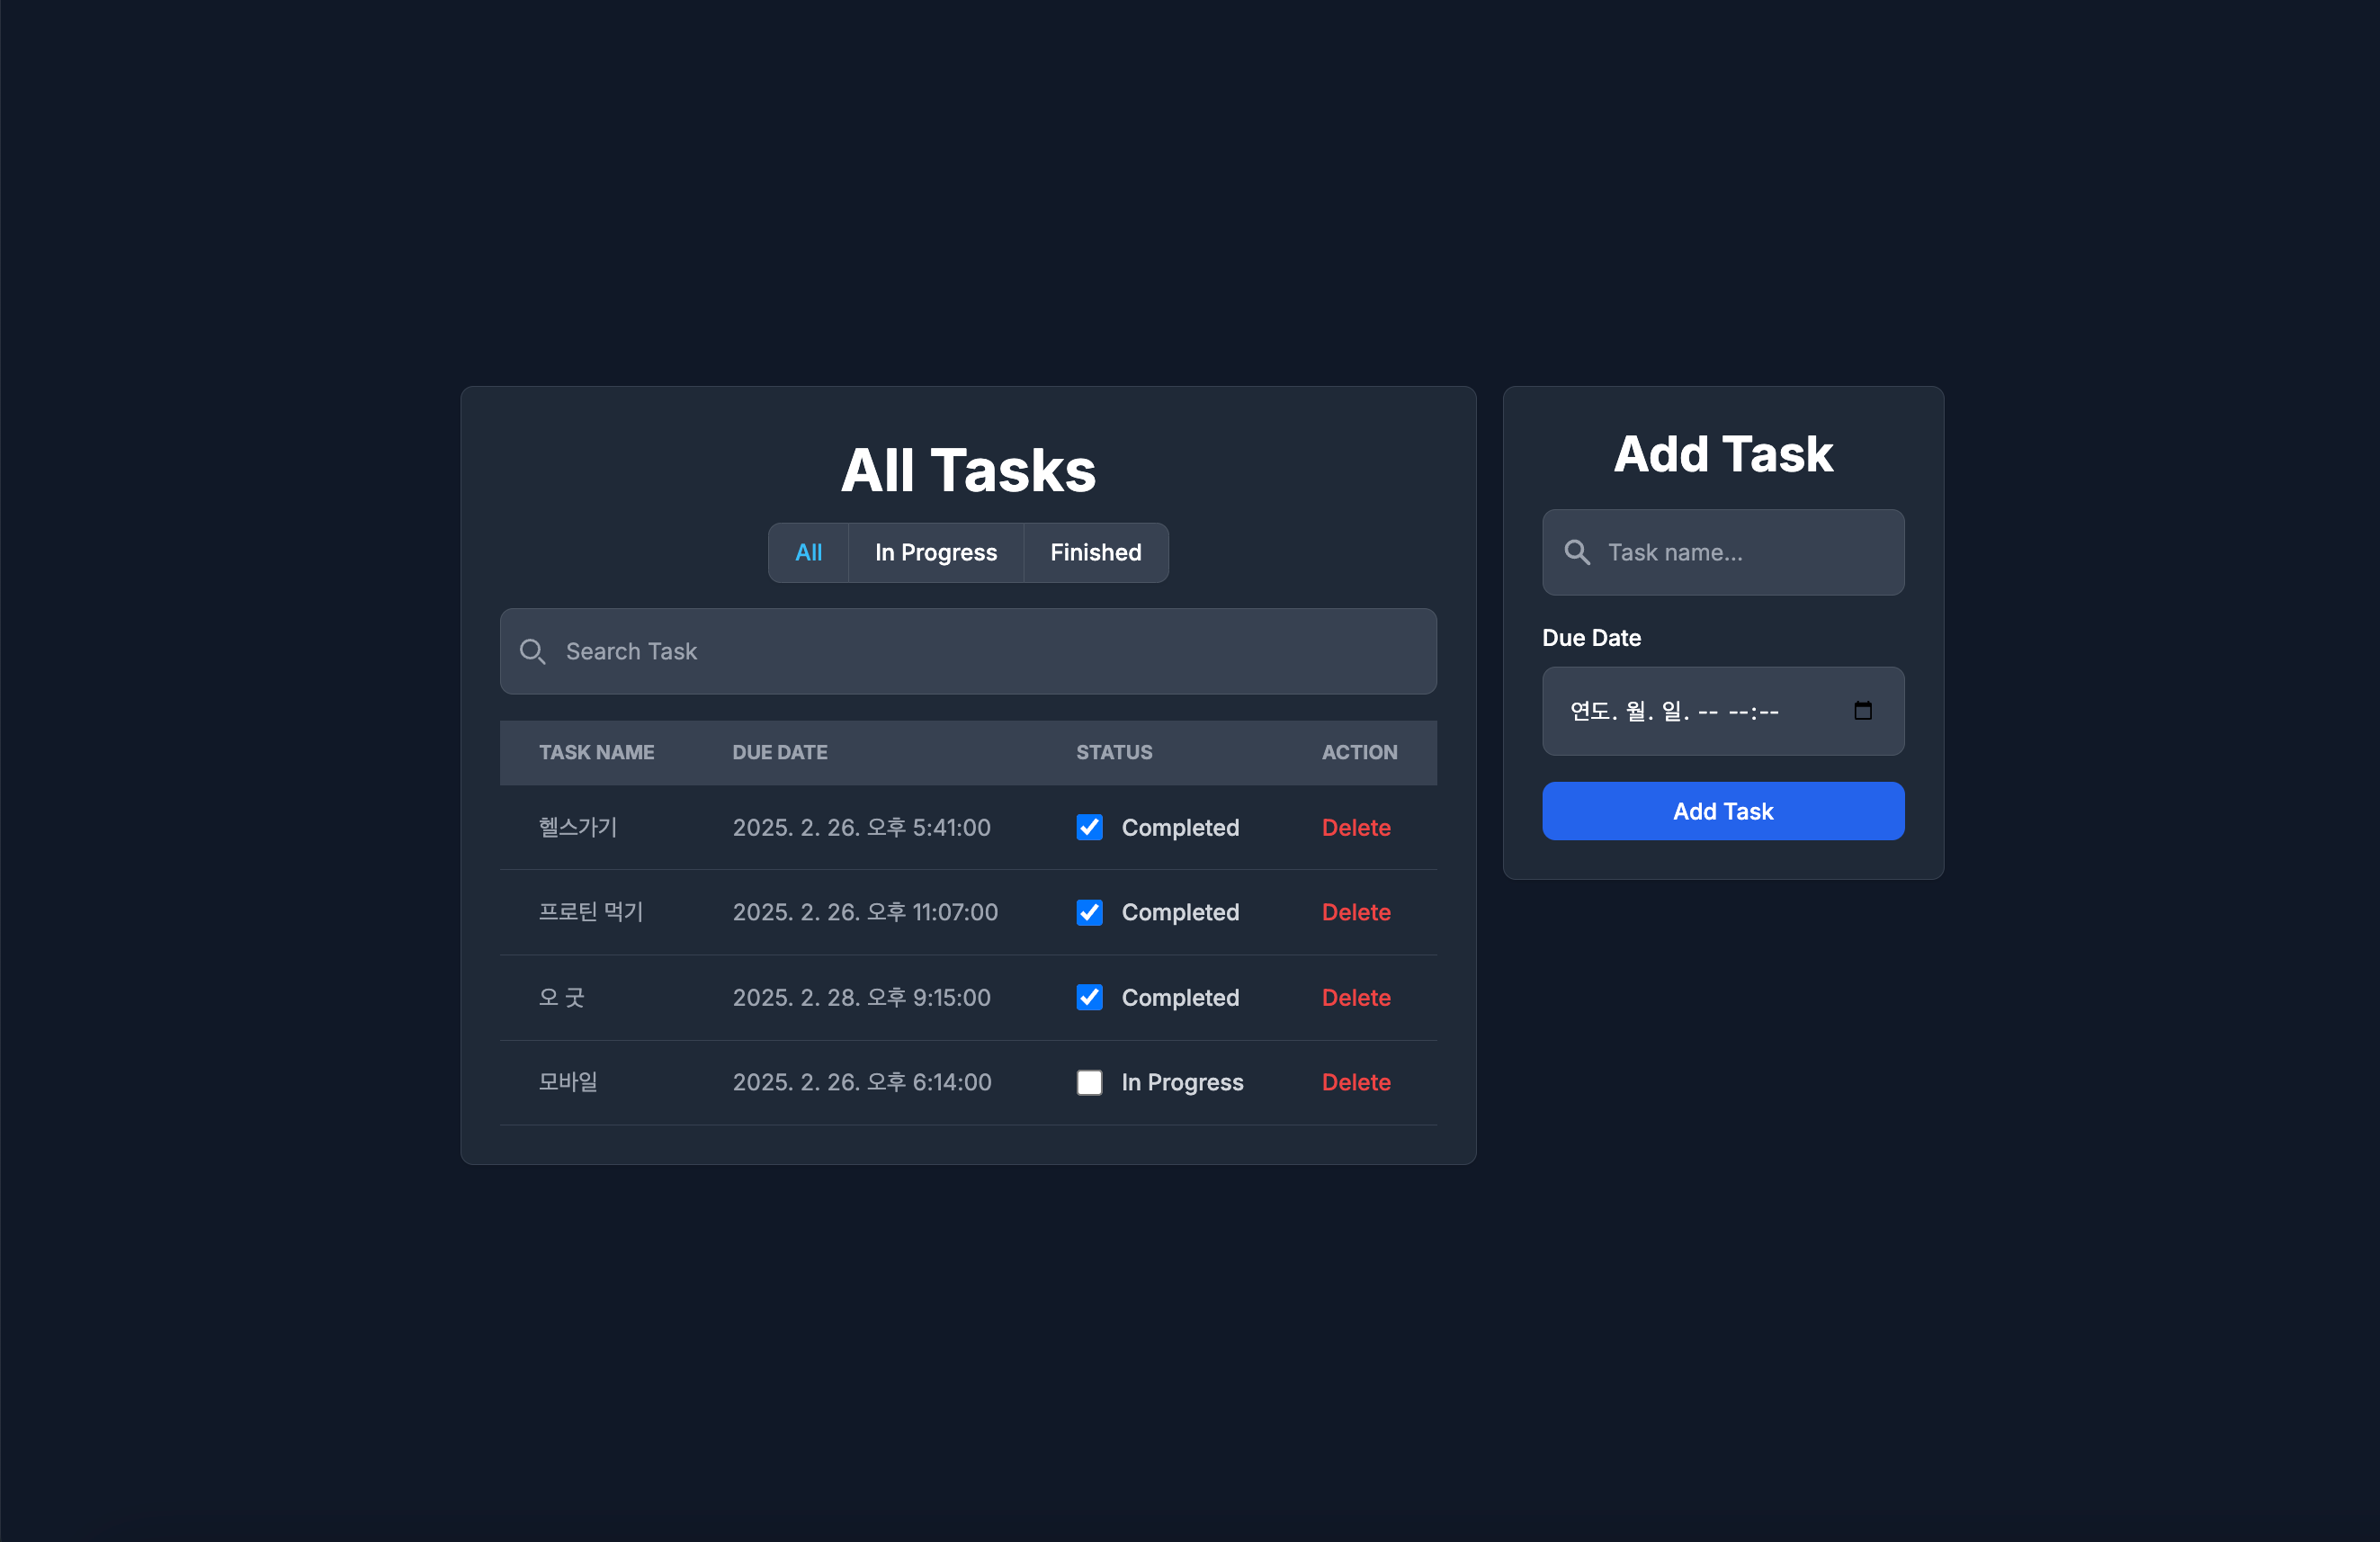 All Tasks
All In Progress Finished
Search Task
TASK NAME DUE DATE STATUS ACTION
헬스가기 2025. 2. 26. 오후 5:41:00 Completed Delete
프로틴 먹기 2025. 2. 26. 오후 11:07:00 Completed Delete
오 굿 2025. 2. 28. 오후 9:15:00 Completed Delete
모바일 2025. 2. 26. 오후 6:14:00 In Progress Delete
Add Task
Task name...
Due Date
연도. 월. 일. -- --:--
Add Task